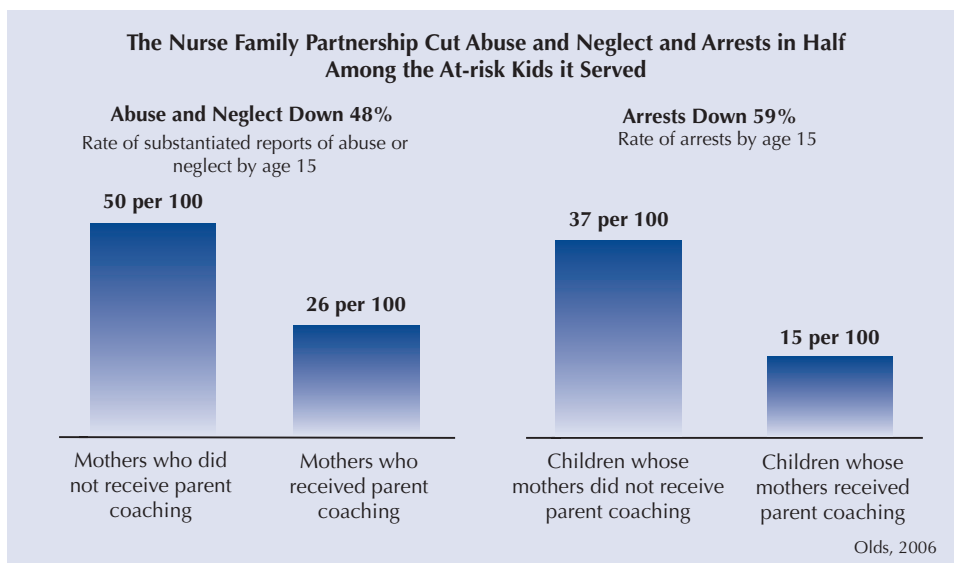 The Nurse Family Partnership Cut Abuse and Neglect and Arrests in Half
Among the At-risk Kids it Served
Abuse and Neglect Down 48%
Rate of substantiated reports of abuse or
neglect by age 15
50 per 100
26 per 100
Mothers who did
not receive parent
coaching
Mothers who
received parent
coaching
Arrests Down 59%
Rate of arrests by age 15
37 per 100
15 per 100
Children whose
mothers did not receive
parent coaching
Children whose
mothers received
parent coaching
Olds, 2006